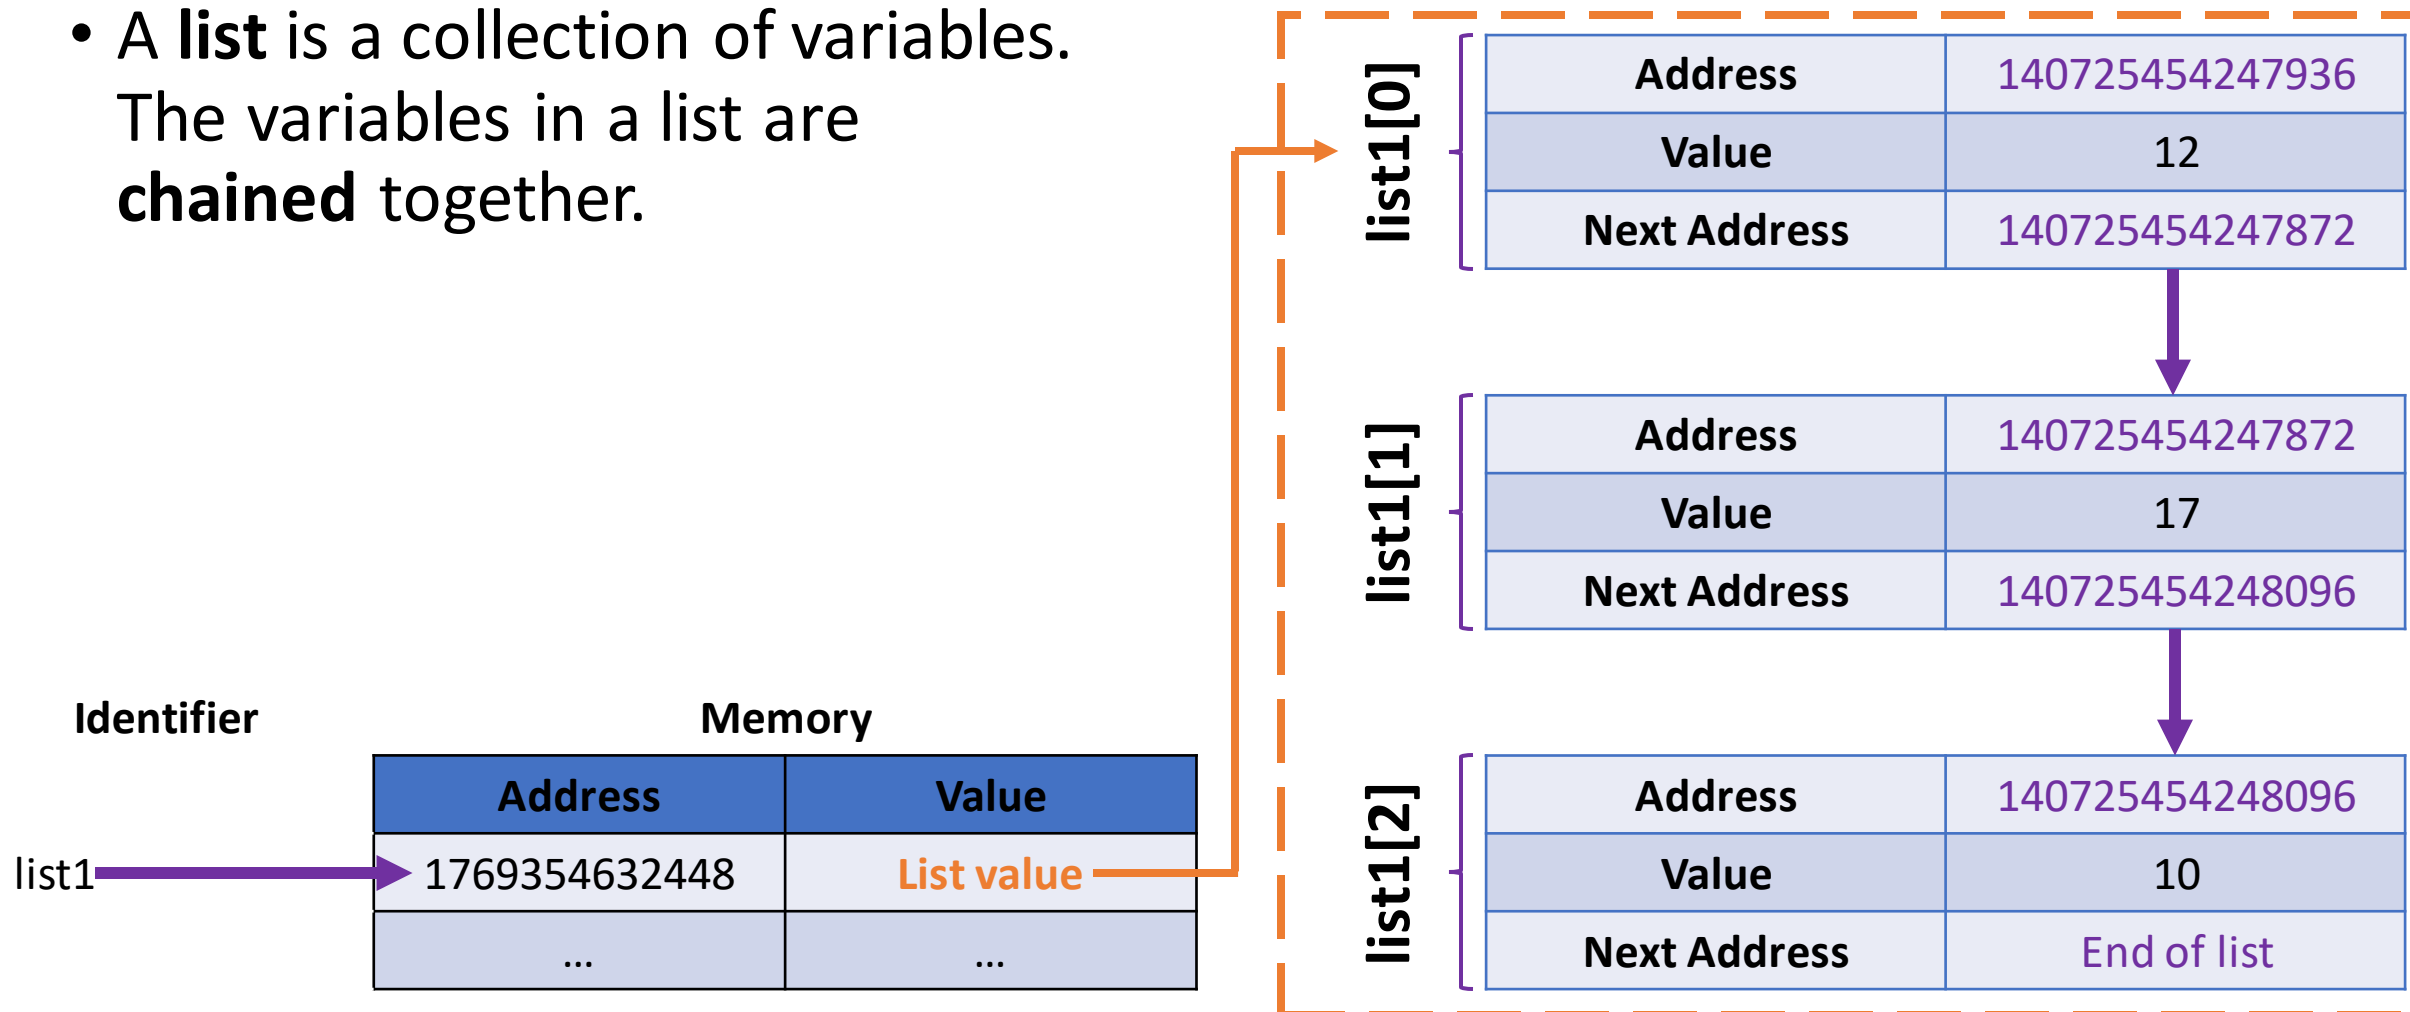 • A list is a collection of variables.
The variables in a list are
chained together.
Identifier
Memory
Address Value
list1 1769354632448 List value
... ...
list1[0]
Address 140725454247936
Value 12
Next Address 140725454247872
list1[1]
Address 140725454247872
Value 17
Next Address 140725454248096
list1[2]
Address 140725454248096
Value 10
Next Address End of list